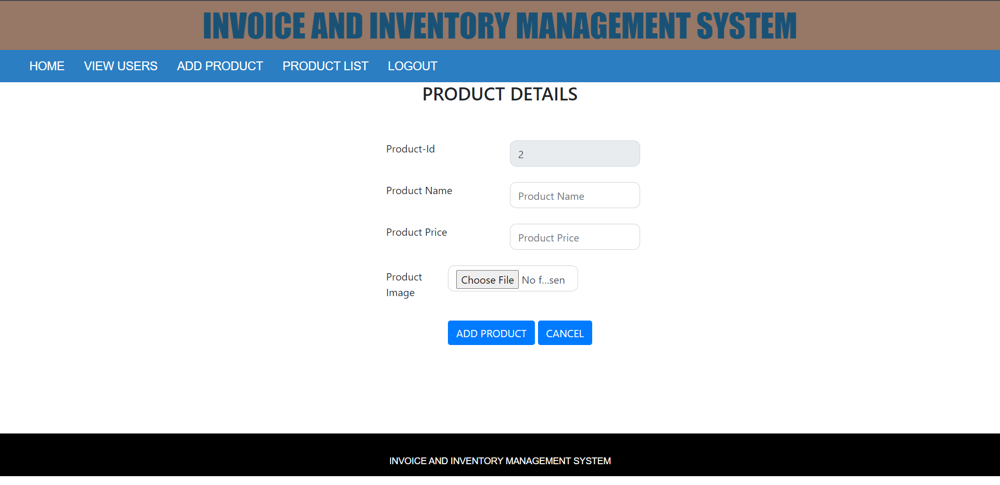 INVOICE AND INVENTORY MANAGEMENT SYSTEM
HOME VIEW USERS ADD PRODUCT PRODUCT LIST LOGOUT
PRODUCT DETAILS
Product-Id 2
Product Name Product Name
Product Price Product Price
Product Image Choose File No f...sen
ADD PRODUCT CANCEL
INVOICE AND INVENTORY MANAGEMENT SYSTEM